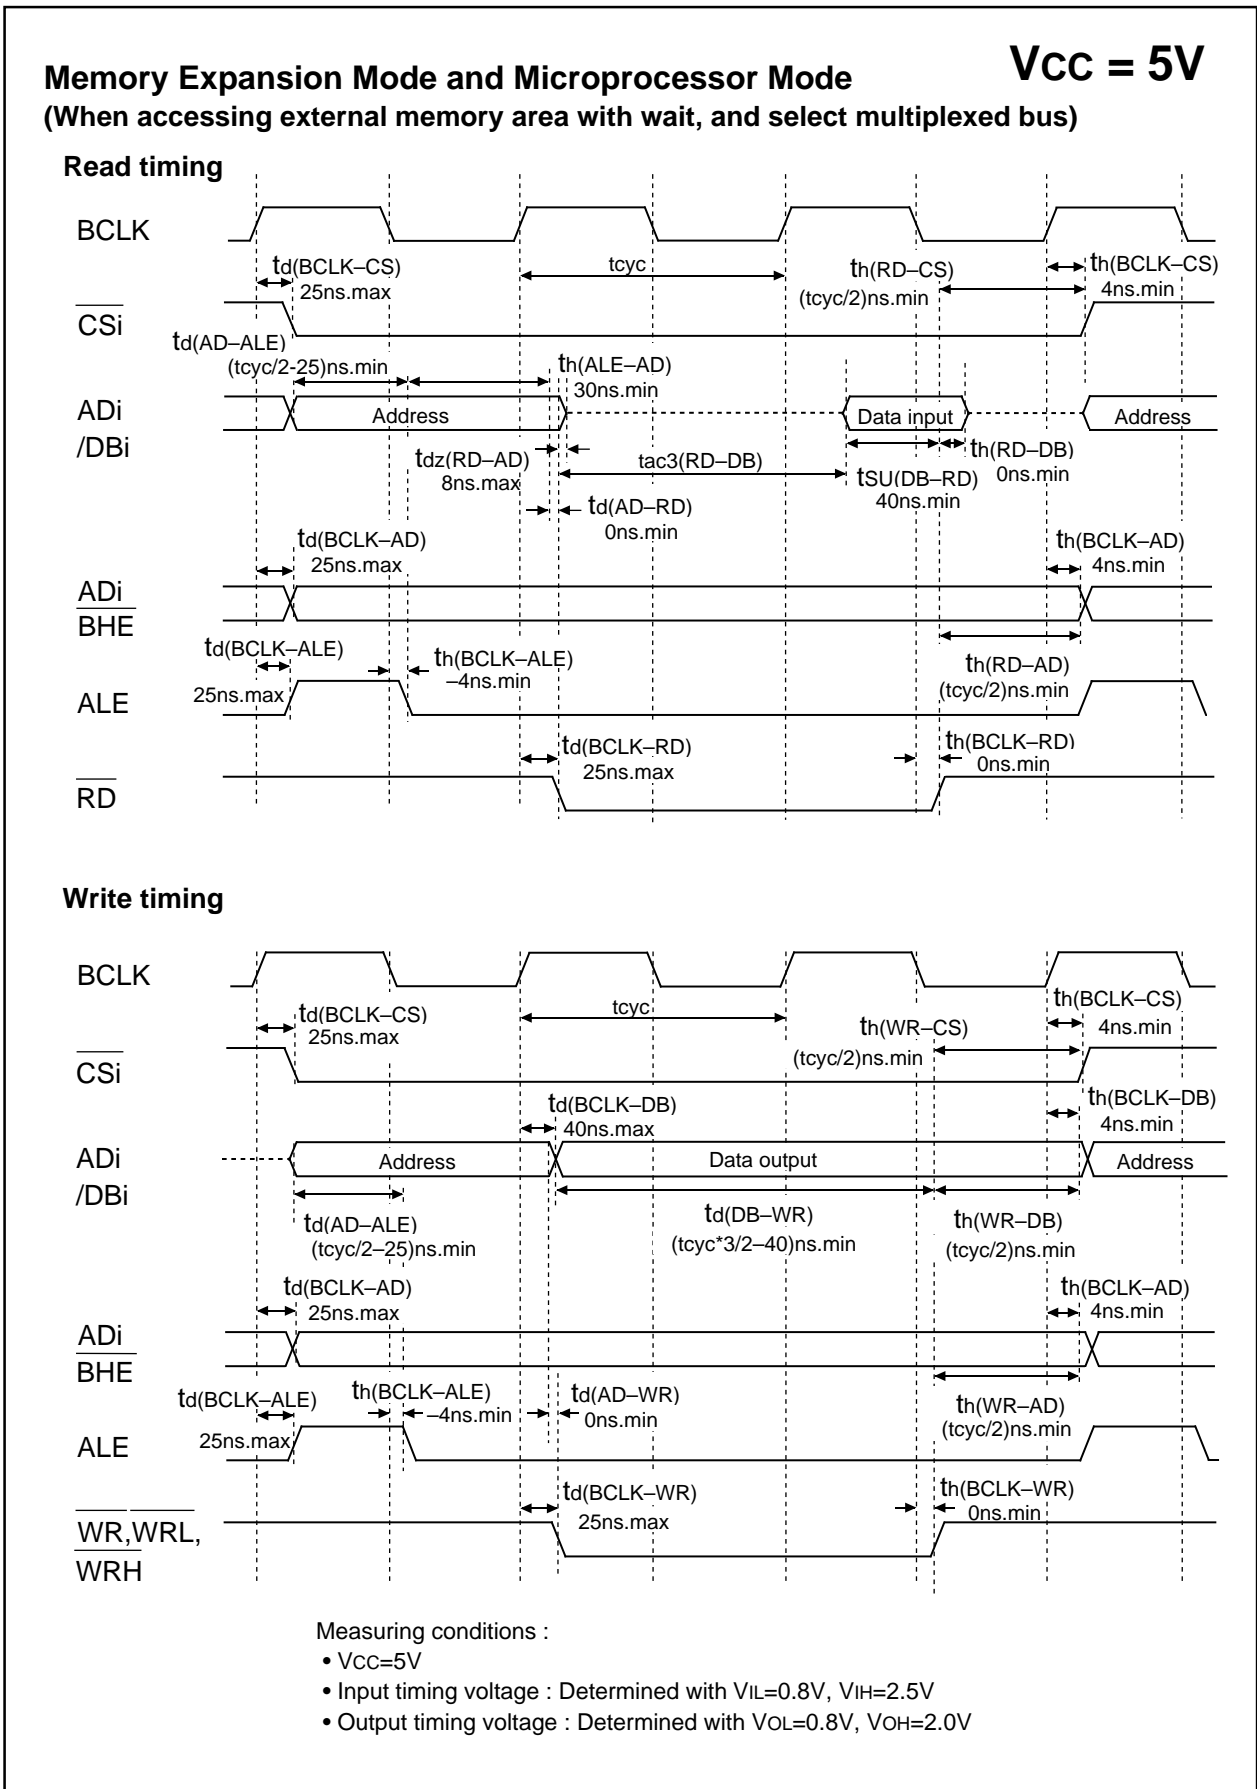 Vcc = 5V
Memory Expansion Mode and Microprocessor Mode
(When accessing external memory area with wait, and select multiplexed bus)
Read timing
BCLK
td(BCLK–CS)
25ns.max
tcyc
th(RD–CS)
(tcyc/2)ns.min
th(BCLK–CS)
4ns.min
CSi
td(AD–ALE)
(tcyc/2-25)ns.min
th(ALE–AD)
30ns.min
ADi
/DBi
Address
Data input
Address
tdz(RD–AD)
8ns.max
tac3(RD–DB)
tSU(DB–RD)
40ns.min
th(RD–DB)
0ns.min
td(AD–RD)
0ns.min
td(BCLK–AD)
25ns.max
th(BCLK–AD)
4ns.min
ADi
BHE
td(BCLK–ALE)
25ns.max
th(BCLK–ALE)
–4ns.min
th(RD–AD)
(tcyc/2)ns.min
ALE
td(BCLK–RD)
25ns.max
th(BCLK–RD)
0ns.min
RD
Write timing
BCLK
td(BCLK–CS)
25ns.max
tcyc
th(WR–CS)
(tcyc/2)ns.min
th(BCLK–CS)
4ns.min
CSi
td(BCLK–DB)
40ns.max
th(BCLK–DB)
4ns.min
ADi
/DBi
Address
Data output
Address
td(AD–ALE)
(tcyc/2–25)ns.min
td(DB–WR)
(tcyc*3/2–40)ns.min
th(WR–DB)
(tcyc/2)ns.min
td(BCLK–AD)
25ns.max
th(BCLK–AD)
4ns.min
ADi
BHE
td(BCLK–ALE)
25ns.max
th(BCLK–ALE)
–4ns.min
td(AD–WR)
0ns.min
th(WR–AD)
(tcyc/2)ns.min
ALE
td(BCLK–WR)
25ns.max
th(BCLK–WR)
0ns.min
WR,WRL,
WRH
Measuring conditions :
• VCC=5V
• Input timing voltage : Determined with VIL=0.8V, VIH=2.5V
• Output timing voltage : Determined with VOL=0.8V, VOH=2.0V